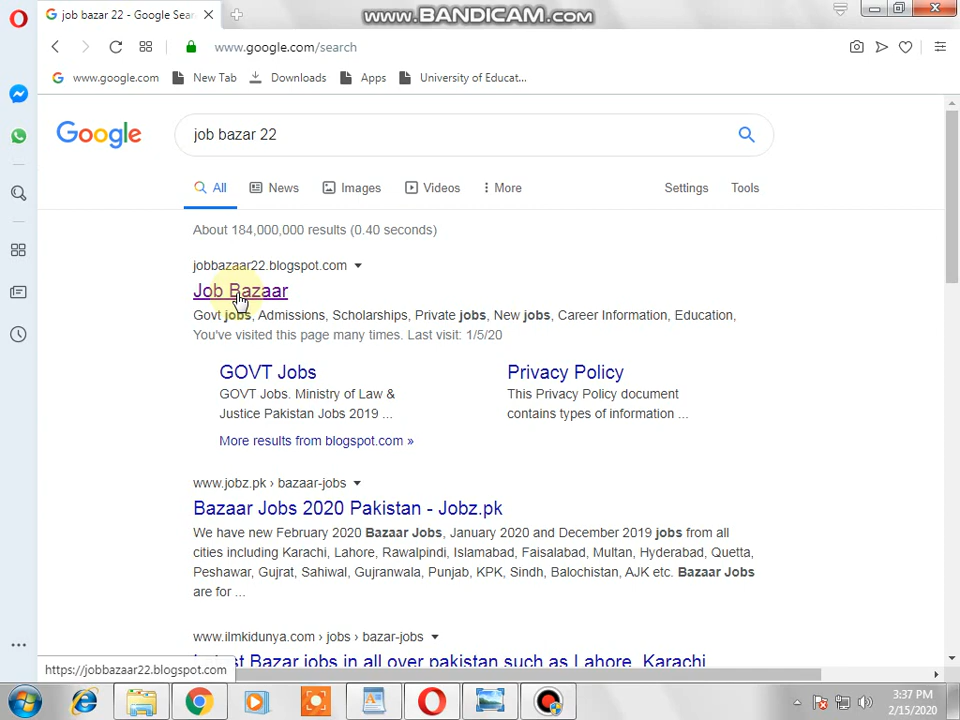 job bazar 22 - Google Sear
www.BANDICAM.com
www.google.com/search
www.google.com
New Tab
Downloads
Apps
University of Educat...
Google
job bazar 22
All
News
Images
Videos
More
Settings
Tools
About 184,000,000 results (0.40 seconds)
jobbazaar22.blogspot.com
Job Bazaar
Govt jobs, Admissions, Scholarships, Private jobs, New jobs, Career Information, Education,
You've visited this page many times. Last visit: 1/5/20
GOVT Jobs
GOVT Jobs. Ministry of Law &
Justice Pakistan Jobs 2019 ...
Privacy Policy
This Privacy Policy document
contains types of information ...
More results from blogspot.com »
www.jobz.pk › bazaar-jobs
Bazaar Jobs 2020 Pakistan - Jobz.pk
We have new February 2020 Bazaar Jobs, January 2020 and December 2019 jobs from all
cities including Karachi, Lahore, Rawalpindi, Islamabad, Faisalabad, Multan, Hyderabad, Quetta,
Peshawar, Gujrat, Sahiwal, Gujranwala, Punjab, KPK, Sindh, Balochistan, AJK etc. Bazaar Jobs
are for ...
www.ilmkidunya.com › jobs › bazar-jobs
Bazar jobs in all over pakistan such as Lahore, Karachi
https://jobbazaar22.blogspot.com
3:37 PM
2/15/2020